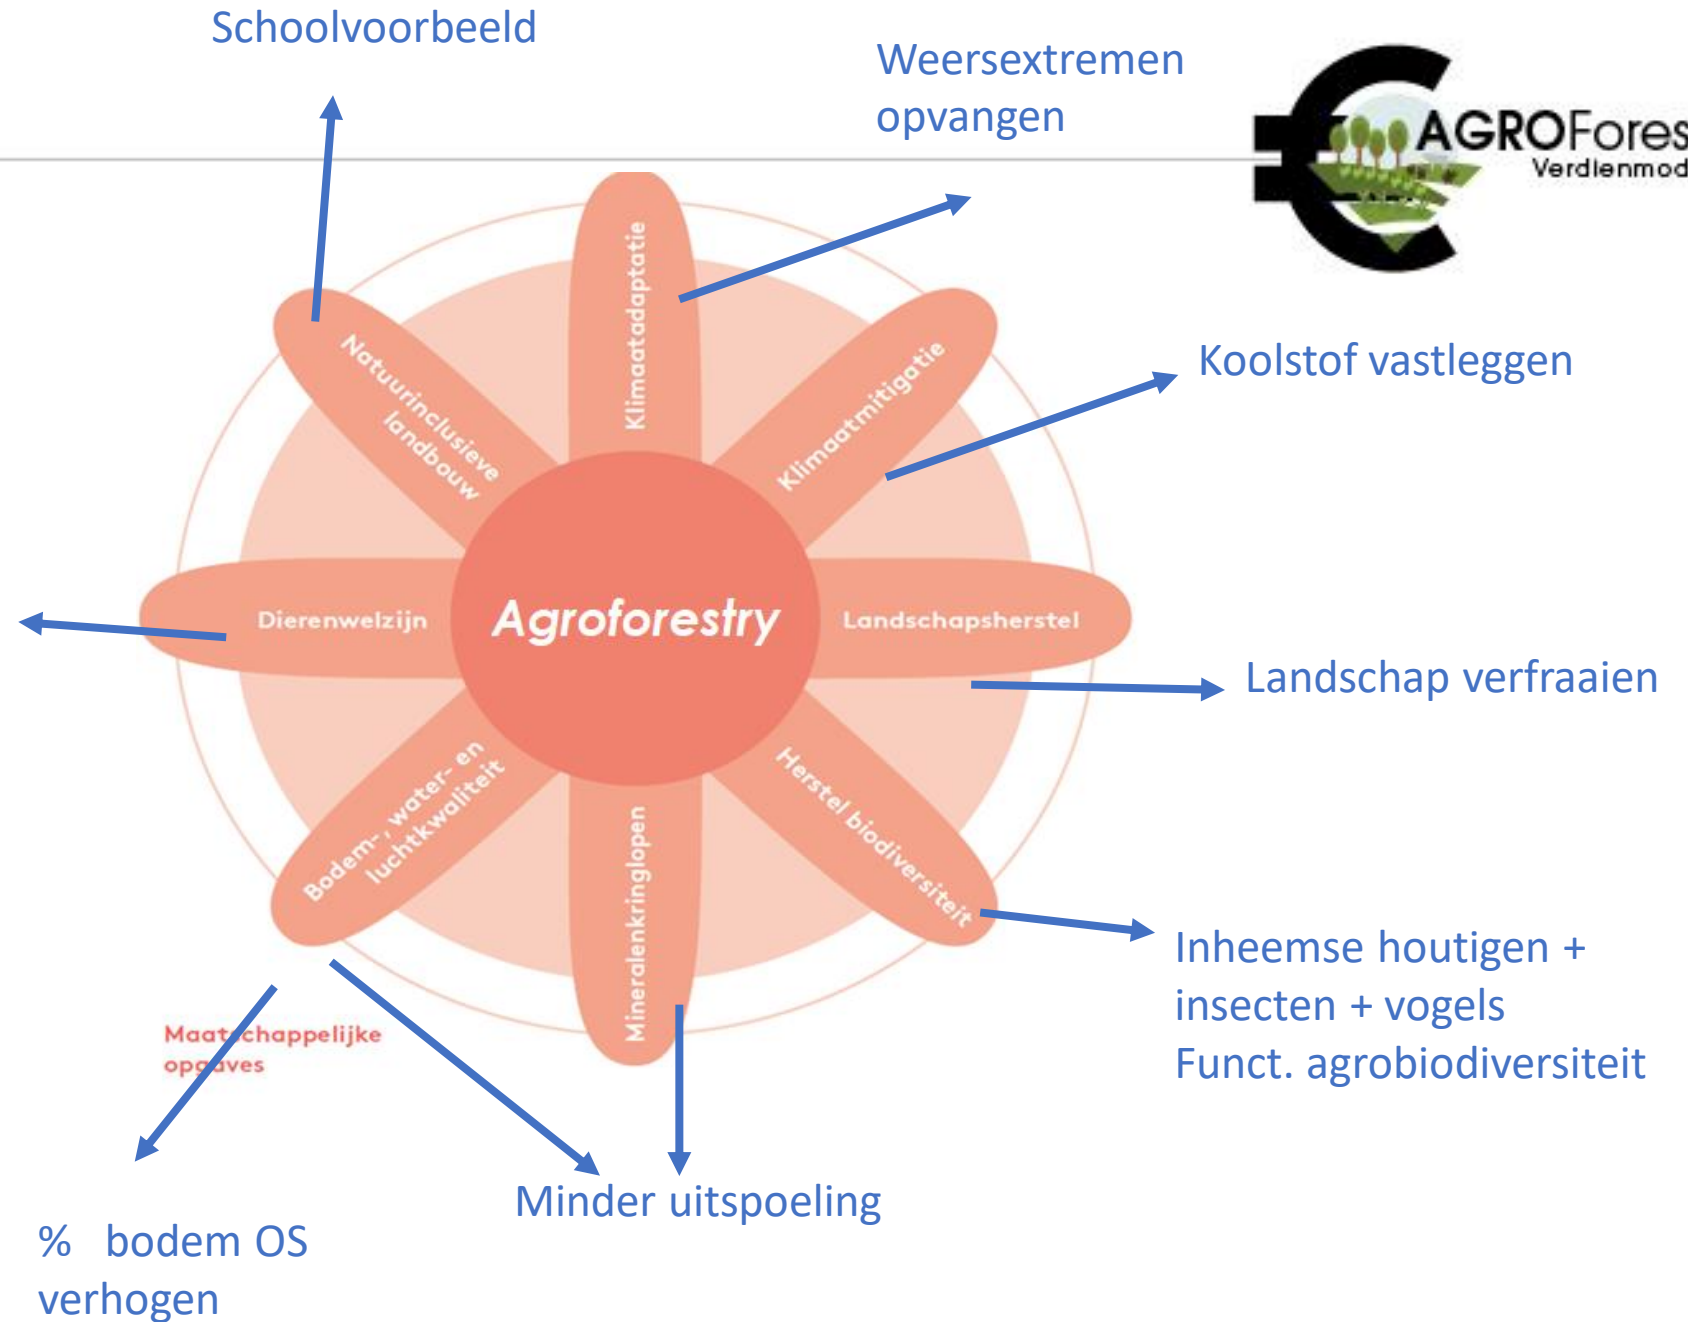 Schoolvoorbeeld
Weersextremen
opvangen
AGROFores
Verdienmod
Klimaatadaptatie
Natuurinclusieve
landbouw
Klimaatmitigatie
Koolstof vastleggen
Dierenwelzijn
Agroforestry
Landschapsherstel
Landschap verfraaien
Bodem-, water- en
luchtkwaliteit
Mineralenkringlopen
Herstel biodiversiteit
Inheemse houtigen +
insecten + vogels
Funct. agrobiodiversiteit
Maatschappelijke
opgaves
Minder uitspoeling
% bodem OS
verhogen